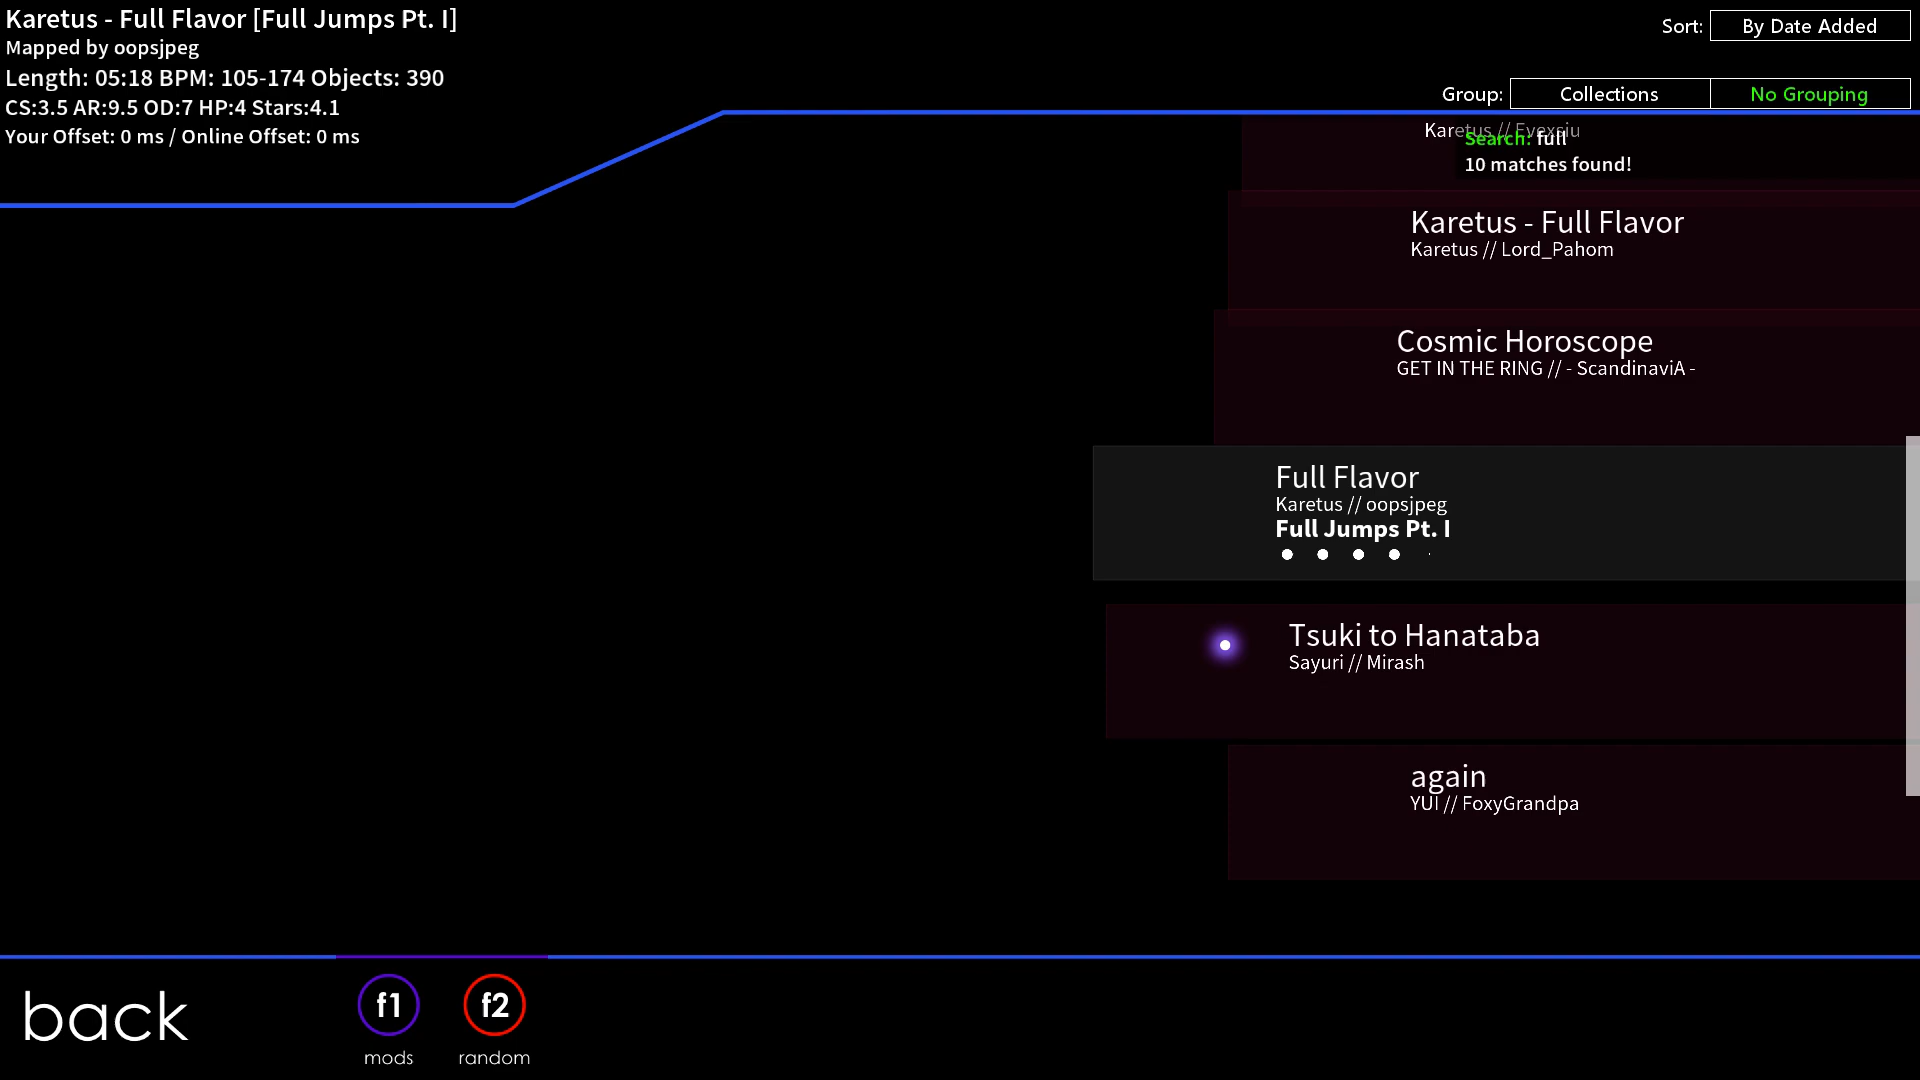 Karetus - Full Flavor [Full Jumps Pt. I]
Mapped by oopsjpeg
Length: 05:18 BPM: 105-174 Objects: 390
CS:3.5 AR:9.5 OD:7 HP:4 Stars:4.1
Your Offset: 0 ms / Online Offset: 0 ms
Sort: By Date Added
Group: Collections No Grouping
Karetus // Evexsiu
Search: full
10 matches found!
Karetus - Full Flavor
Karetus // Lord_Pahom
Cosmic Horoscope
GET IN THE RING // - ScandinaviA -
Full Flavor
Karetus // oopsjpeg
Full Jumps Pt. I
Tsuki to Hanataba
Sayuri // Mirash
again
YUI // FoxyGrandpa
back
f1
mods
f2
random